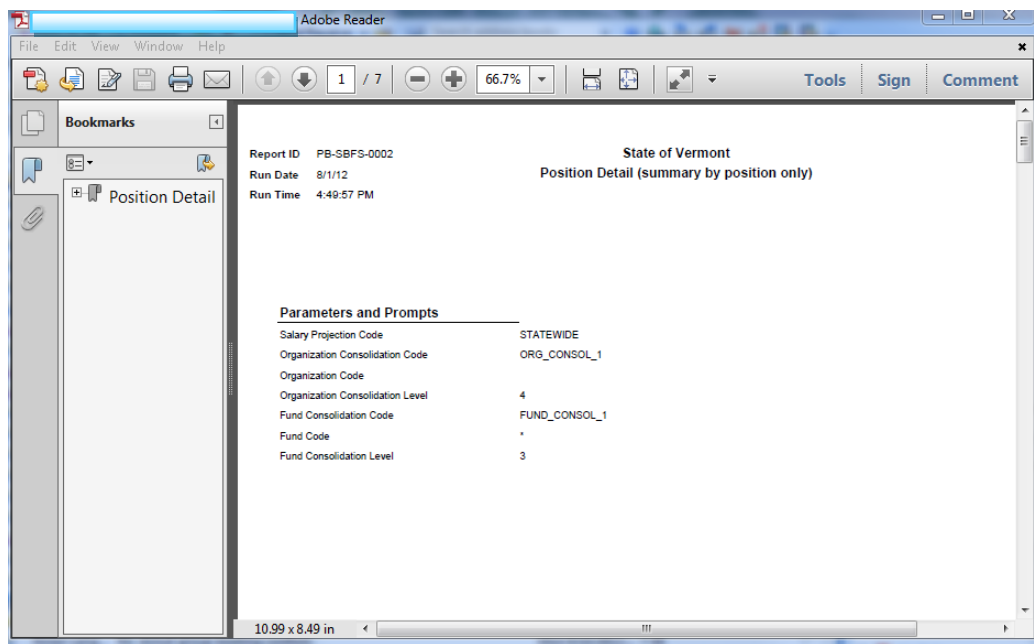 Adobe Reader
File Edit View Window Help
1 / 7 66.7% Tools Sign Comment
Bookmarks
Position Detail
Report ID PB-SBFS-0002
Run Date 8/1/12
Run Time 4:49:57 PM
State of Vermont
Position Detail (summary by position only)
Parameters and Prompts
Salary Projection Code STATEWIDE
Organization Consolidation Code ORG_CONSOL_1
Organization Code
Organization Consolidation Level 4
Fund Consolidation Code FUND_CONSOL_1
Fund Code *
Fund Consolidation Level 3
10.99 x 8.49 in